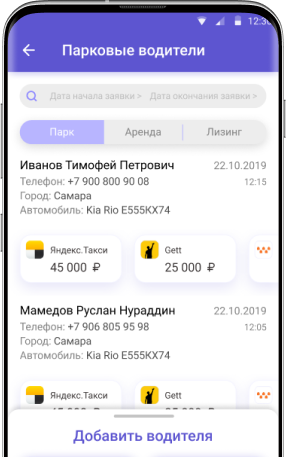 12:30
Парковые водители
Дата начала заявки > Дата окончания заявки >
Парк Аренда Лизинг
Иванов Тимофей Петрович 22.10.2019
Телефон: +7 900 800 90 08 12:15
Город: Самара
Автомобиль: Kia Rio E555KX74
Яндекс.Такси Gett
45 000 ₽ 25 000 ₽
Мамедов Руслан Нураддин 22.10.2019
Телефон: +7 906 805 95 98 12:05
Город: Самара
Автомобиль: Kia Rio E555KX74
Яндекс.Такси Gett
Добавить водителя